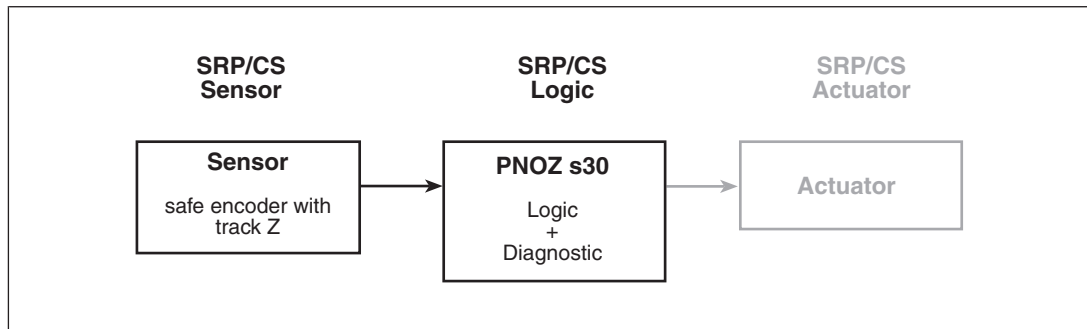 SRP/CS
Sensor
SRP/CS
Logic
SRP/CS
Actuator
Sensor
safe encoder with
track Z
PNOZ s30
Logic
+
Diagnostic
Actuator